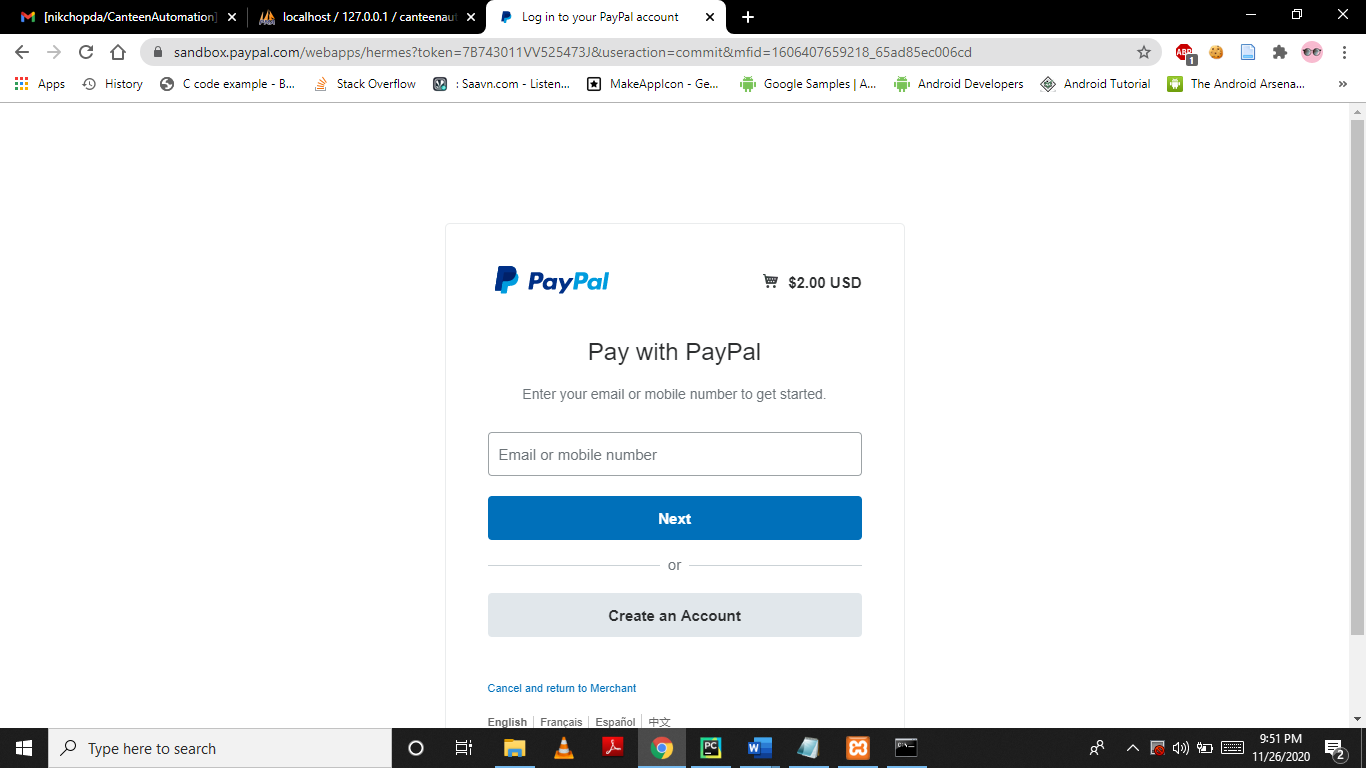 [nikchopda/CanteenAutomation]
localhost / 127.0.0.1 / canteenaut
Log in to your PayPal account
sandbox.paypal.com/webapps/hermes?token=7B743011VV525473J&useraction=commit&mfid=1606407659218_65ad85ec006cd
ABP
1
Apps
History
C code example - B...
Stack Overflow
: Saavn.com - Listen...
MakeAppIcon - Ge...
Google Samples | A...
Android Developers
Android Tutorial
The Android Arsena...
»
PayPal
$2.00 USD
Pay with PayPal
Enter your email or mobile number to get started.
Email or mobile number
Next
or
Create an Account
Cancel and return to Merchant
English
Français
Español
中文
Type here to search
PC
W
9:51 PM
11/26/2020
2